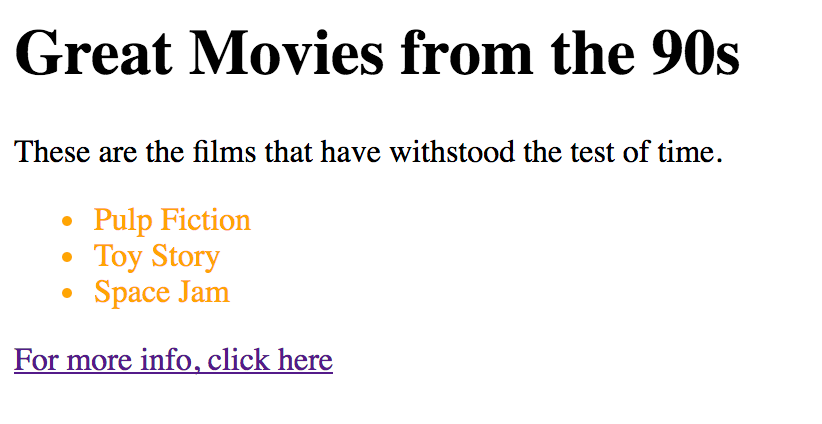 Great Movies from the 90s
These are the films that have withstood the test of time.
• Pulp Fiction
• Toy Story
• Space Jam
For more info, click here